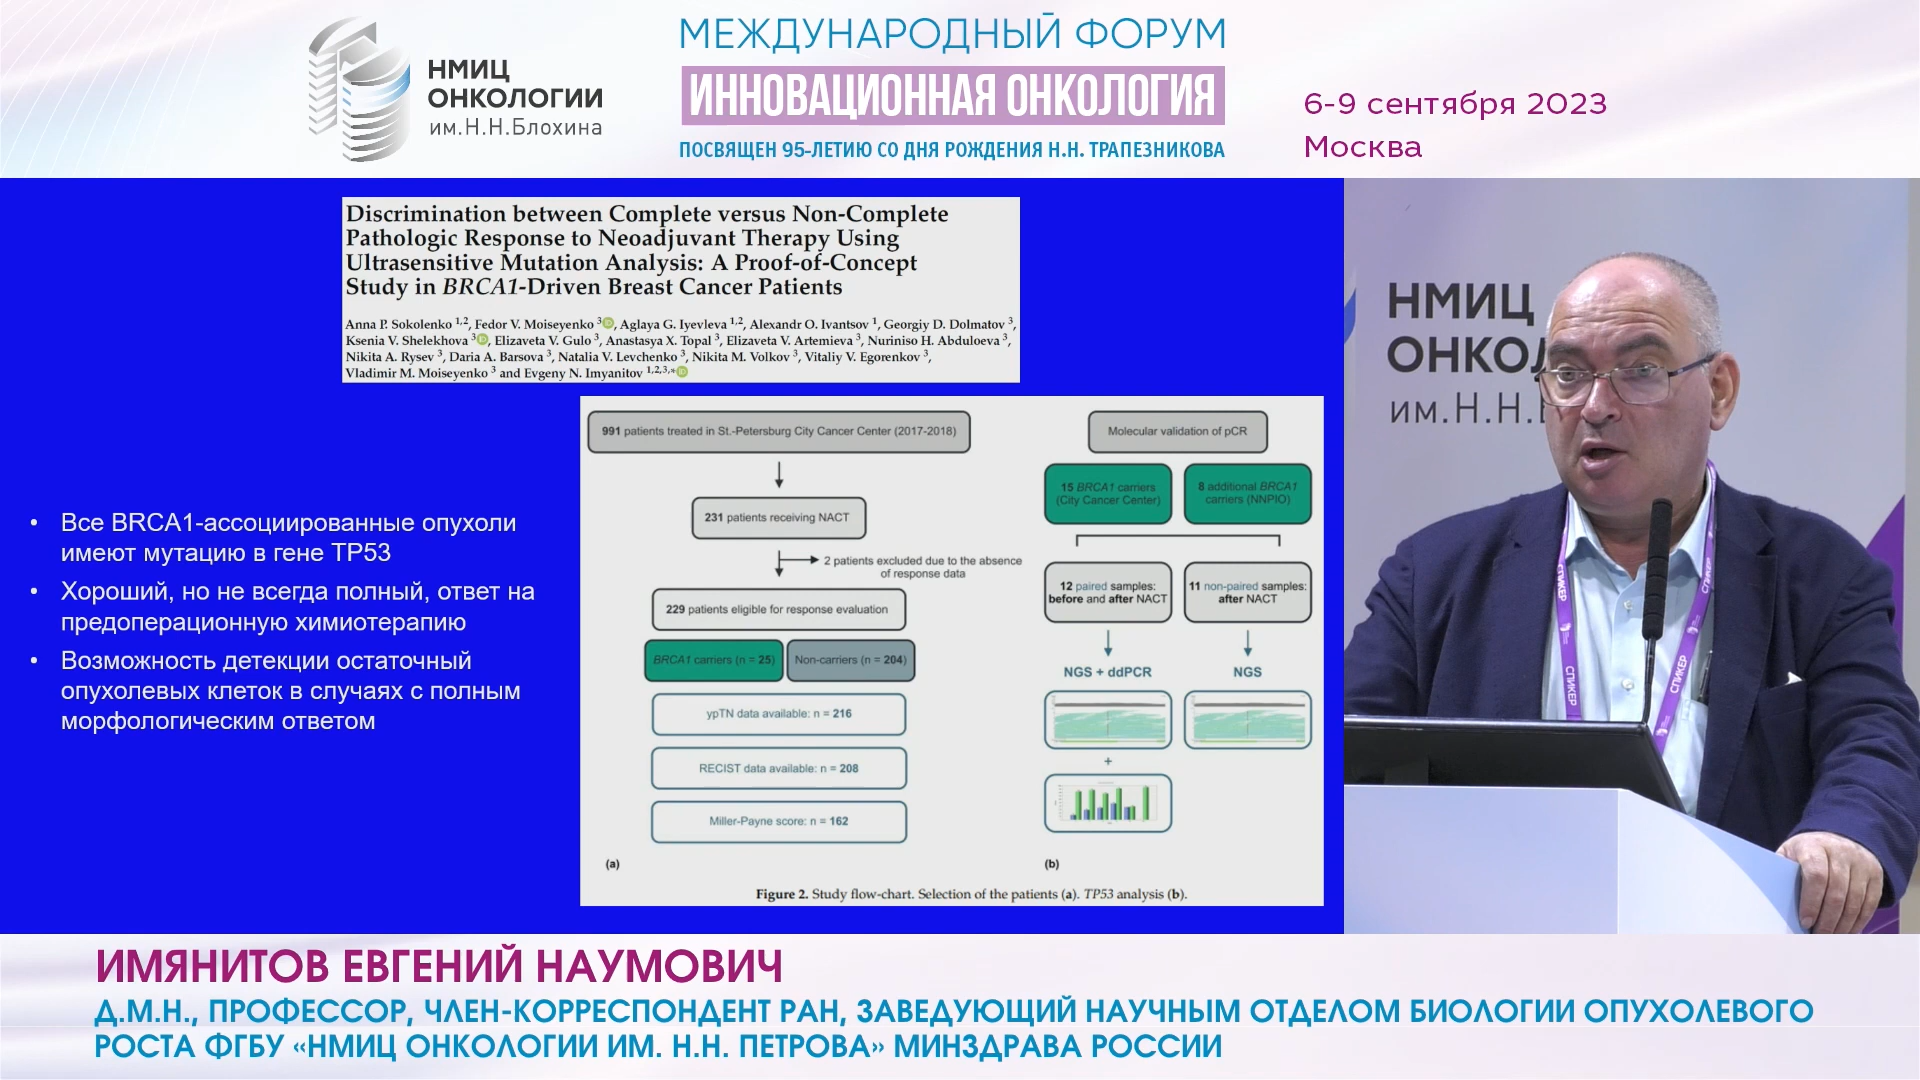 НМИЦ
ОНКОЛОГИИ
им.Н.Н.Блохина
МЕЖДУНАРОДНЫЙ ФОРУМ
ИННОВАЦИОННАЯ ОНКОЛОГИЯ
ПОСВЯЩЕН 95-ЛЕТИЮ СО ДНЯ РОЖДЕНИЯ Н.Н. ТРАПЕЗНИКОВА
6-9 сентября 2023
Москва
Discrimination between Complete versus Non-Complete
Pathologic Response to Neoadjuvant Therapy Using
Ultrasensitive Mutation Analysis: A Proof-of-Concept
Study in BRCA1-Driven Breast Cancer Patients
Anna P. Sokolenko 1,2, Fedor V. Moiseyenko 3, Aglaya G. Iyevleva 1,2, Alexandr O. Ivantsov 1, Georgiy D. Dolmatov 3,
Ksenia V. Shelekhova 3, Elizaveta V. Gulo 3, Anastasya X. Topal 3, Elizaveta V. Artemieva 3, Nuriniso H. Abduloeva 3,
Nikita A. Rysev 3, Daria A. Barsova 3, Natalia V. Levchenko 3, Nikita M. Volkov 3, Vitaliy V. Egorenkov 3,
Vladimir M. Moiseyenko 3 and Evgeny N. Imyanitov 1,2,3,*
• Все BRCA1-ассоциированные опухоли
имеют мутацию в гене TP53
• Хороший, но не всегда полный, ответ на
предоперационную химиотерапию
• Возможность детекции остаточный
опухолевых клеток в случаях с полным
морфологическим ответом
991 patients treated in St.-Petersburg City Cancer Center (2017-2018)
231 patients receiving NACT
2 patients excluded due to the absence
of response data
229 patients eligible for response evaluation
BRCA1 carriers (n = 25)
Non-carriers (n = 204)
ypTN data available: n = 216
RECIST data available: n = 208
Miller-Payne score: n = 162
(a)
Molecular validation of pCR
15 BRCA1 carriers
(City Cancer Center)
8 additional BRCA1
carriers (NNPIO)
12 paired samples:
before and after NACT
11 non-paired samples:
after NACT
NGS + ddPCR
NGS
+
(b)
Figure 2. Study flow-chart. Selection of the patients (a). TP53 analysis (b).
НМИЦ
ОНКОЛ
им.Н.Н.
СПИКЕР
СПИКЕР
СПИКЕР
СПИКЕР
ИМЯНИТОВ ЕВГЕНИЙ НАУМОВИЧ
Д.М.Н., ПРОФЕССОР, ЧЛЕН-КОРРЕСПОНДЕНТ РАН, ЗАВЕДУЮЩИЙ НАУЧНЫМ ОТДЕЛОМ БИОЛОГИИ ОПУХОЛЕВОГО
РОСТА ФГБУ «НМИЦ ОНКОЛОГИИ ИМ. Н.Н. ПЕТРОВА» МИНЗДРАВА РОССИИ